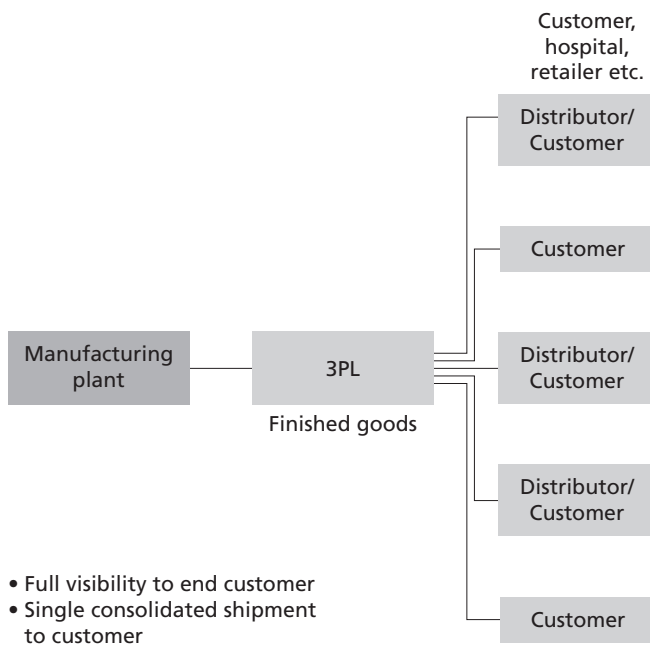 Customer,
hospital,
retailer etc.
Distributor/
Customer
Customer
Manufacturing
plant
3PL
Finished goods
Distributor/
Customer
Distributor/
Customer
• Full visibility to end customer
• Single consolidated shipment
to customer
Customer